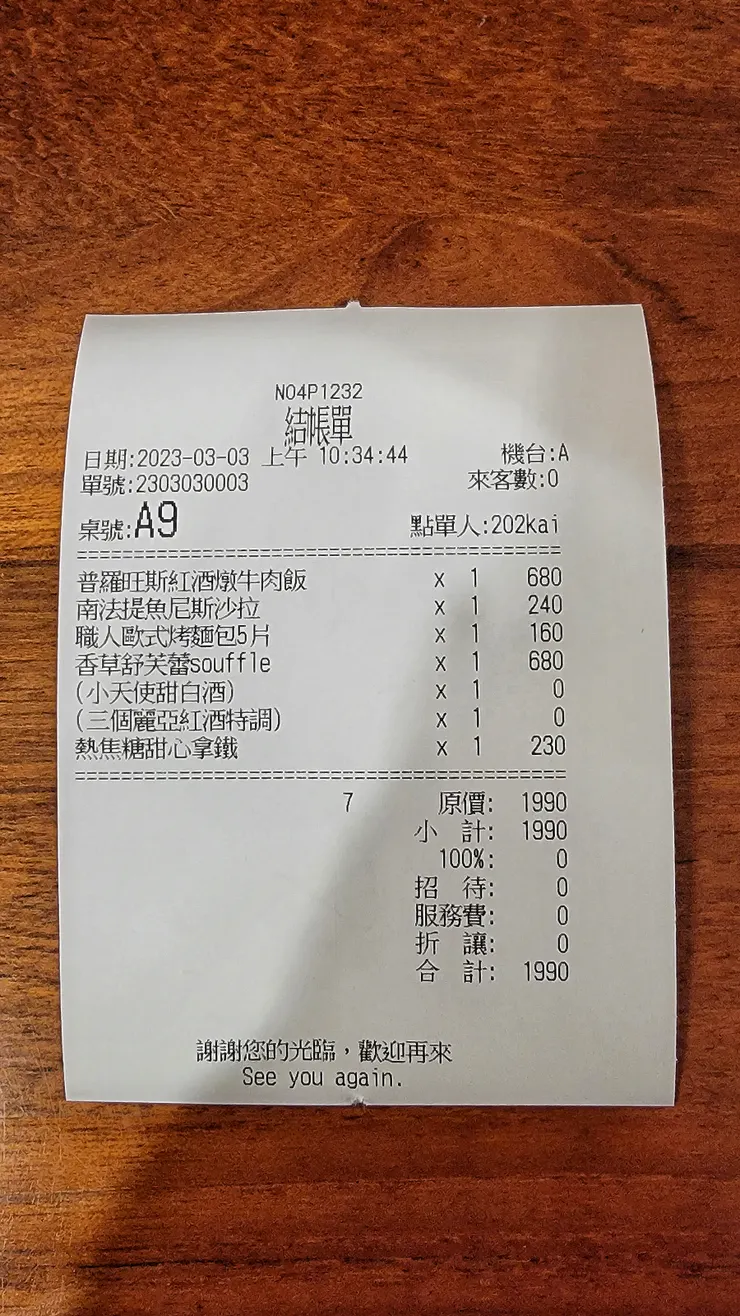 NO4P1232
結帳單
日期:2023-03-03 上午 10:34:44 機台:A
單號:2303030003 來客數:0
桌號:A9 點單人:202kai
==========================================
普羅旺斯紅酒燉牛肉飯 x 1 680
南法提魚尼斯沙拉 x 1 240
職人歐式烤麵包5片 x 1 160
香草舒芙蕾souffle x 1 680
(小天使甜白酒) x 1 0
(三個麗亞紅酒特調) x 1 0
熱焦糖甜心拿鐵 x 1 230
==========================================
7 原價: 1990
小 計: 1990
100%: 0
招 待: 0
服務費: 0
折 讓: 0
合 計: 1990
謝謝您的光臨，歡迎再來
See you again.